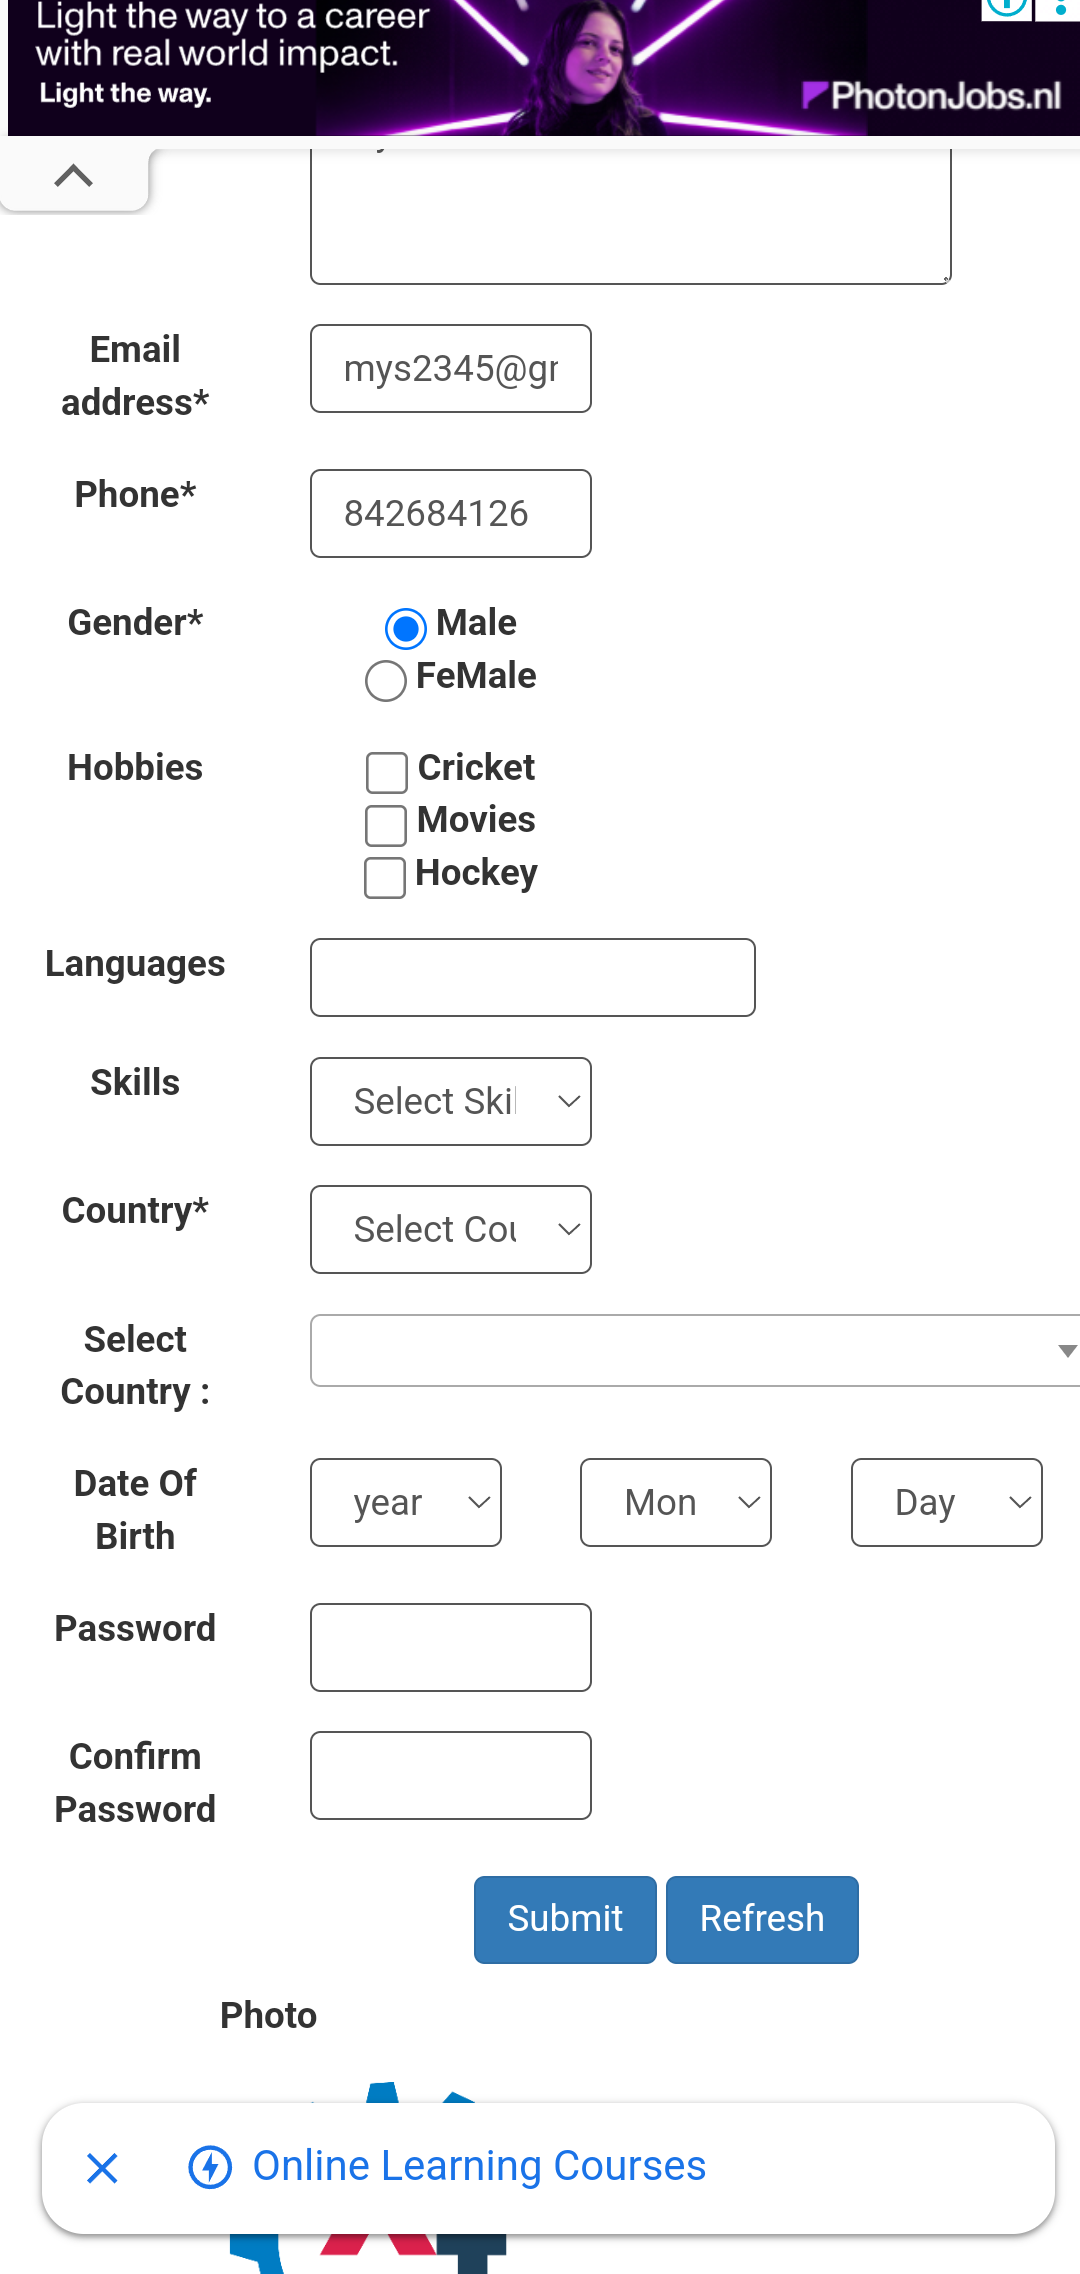 Light the way to a career
with real world impact.
Light the way.
PhotonJobs.nl
Email
address*
mys2345@g
Phone*
842684126
Gender*
Male
FeMale
Hobbies
Cricket
Movies
Hockey
Languages
Skills
Select Skil
Country*
Select Cou
Select
Country :
Date Of
Birth
year
Mon
Day
Password
Confirm
Password
Submit
Refresh
Photo
Online Learning Courses